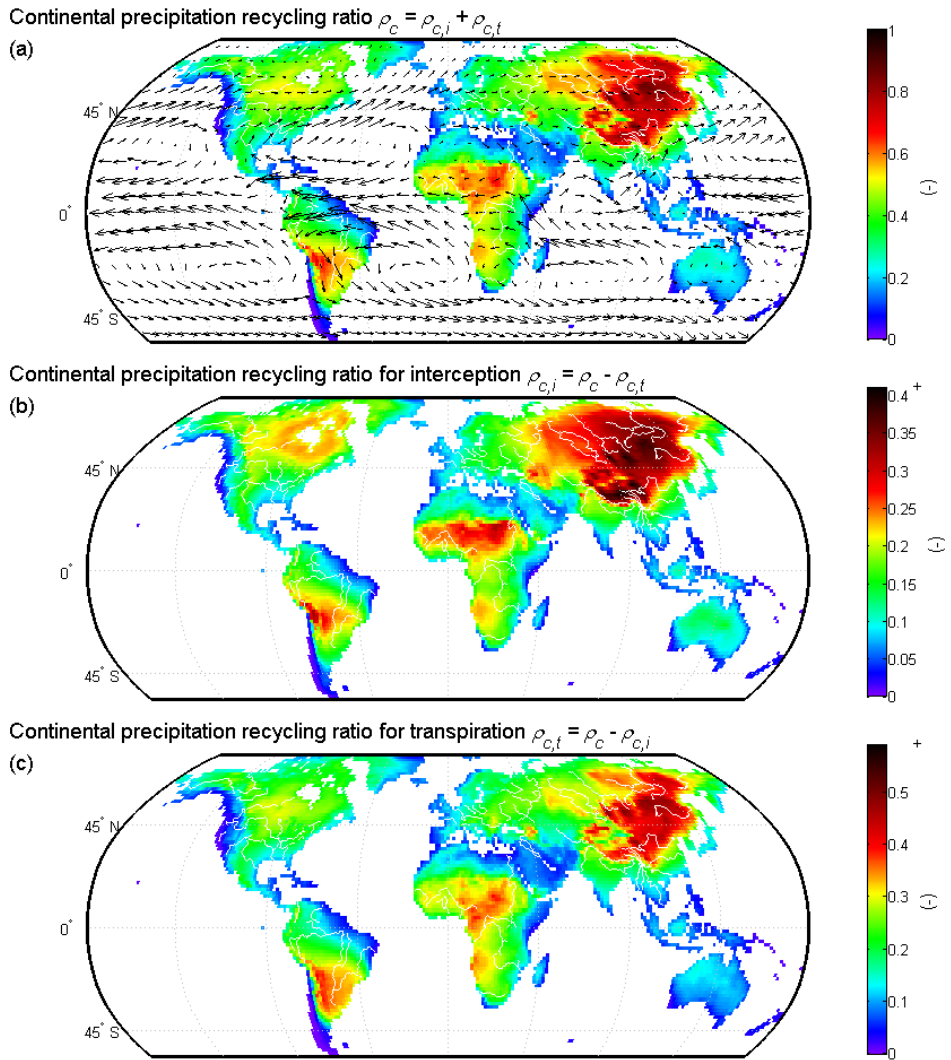 Continental precipitation recycling ratio ρc = ρc,i + ρc,t
(a)
45° N
0°
45° S
1
0.8
0.6
0.4
0.2
0
(-)
Continental precipitation recycling ratio for interception ρc,i = ρc - ρc,t
(b)
45° N
0°
45° S
+
0.4
0.35
0.3
0.25
0.2
0.15
0.1
0.05
0
(-)
Continental precipitation recycling ratio for transpiration ρc,t = ρc - ρc,i
(c)
45° N
0°
45° S
+
0.5
0.4
0.3
0.2
0.1
0
(-)